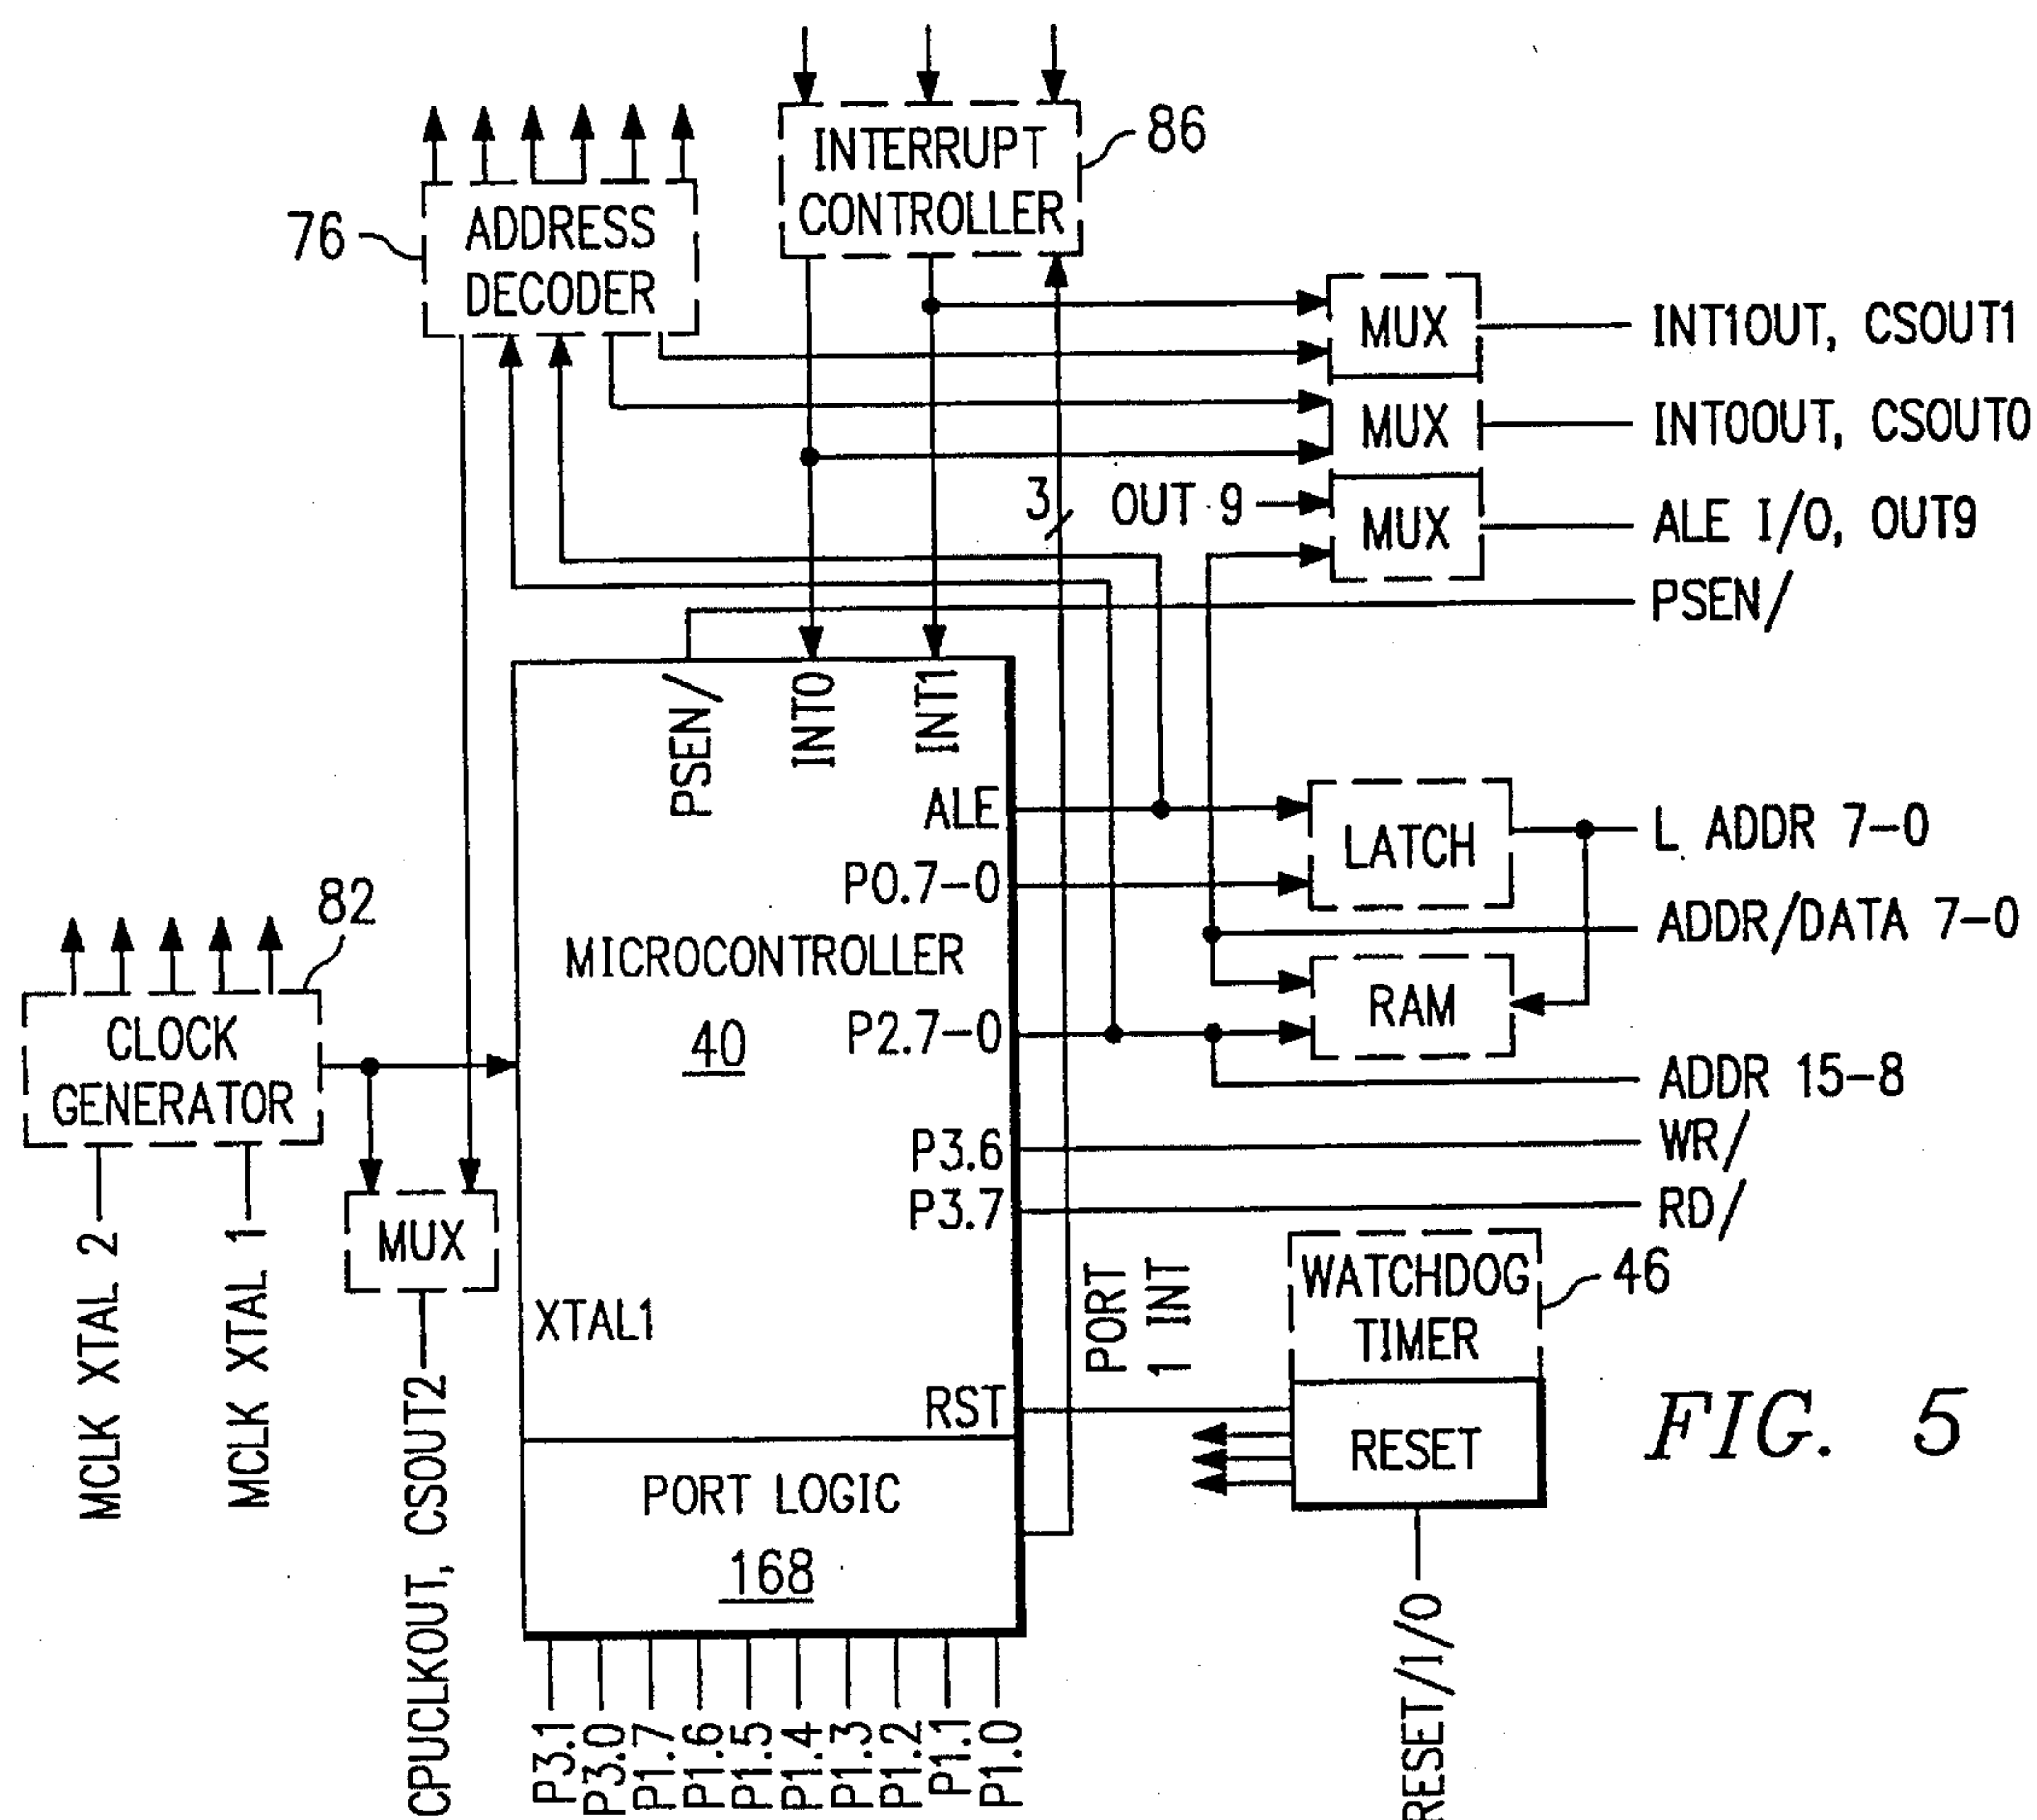 INTERRUPT
CONTROLLER
86
76
ADDRESS
DECODER
MUX
INT1OUT, CSOUT1
MUX
INT0OUT, CSOUT0
3
OUT 9
MUX
ALE I/O, OUT9
PSEN/
PSEN/
INT0
INT1
ALE
LATCH
L ADDR 7-0
P0.7-0
82
ADDR/DATA 7-0
MICROCONTROLLER
40
RAM
P2.7-0
CLOCK
GENERATOR
ADDR 15-8
P3.6
WR/
P3.7
RD/
MCLK XTAL 2
MCLK XTAL 1
MUX
CPUCLKOUT, CSOUT2
XTAL1
PORT
1 INT
WATCHDOG
TIMER
46
RST
RESET
FIG. 5
PORT LOGIC
168
RESET/I/O
P3.1
P3.0
P1.7
P1.6
P1.5
P1.4
P1.3
P1.2
P1.1
P1.0